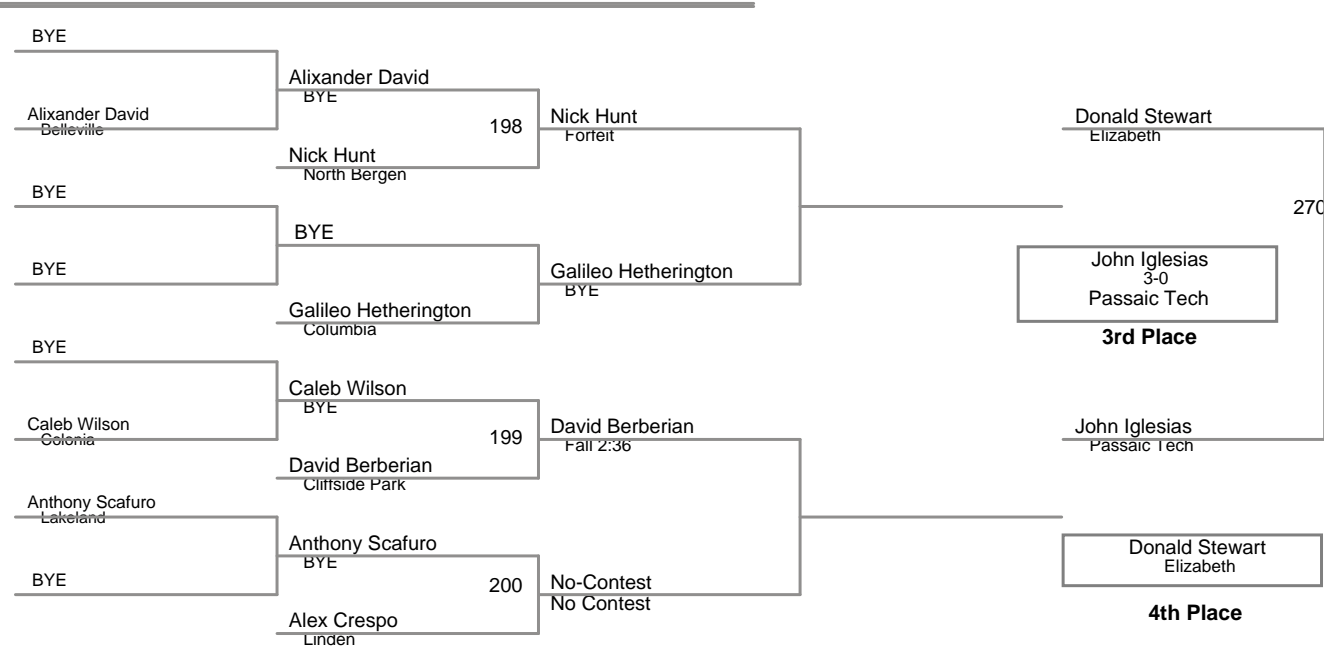 BYE
Alixander David
Belleville
BYE
BYE
BYE
Caleb Wilson
Colonia
Anthony Scafuro
Lakeland
BYE
Alixander David
BYE
198
Nick Hunt
North Bergen
BYE
Galileo Hetherington
Columbia
Caleb Wilson
BYE
199
David Berberian
Cliffside Park
Anthony Scafuro
BYE
200
Alex Crespo
Linden
Nick Hunt
Forfeit
Galileo Hetherington
BYE
David Berberian
Fall 2:36
No-Contest
No Contest
Donald Stewart
Elizabeth
270
John Iglesias
3-0
Passaic Tech
3rd Place
John Iglesias
Passaic Tech
Donald Stewart
Elizabeth
4th Place